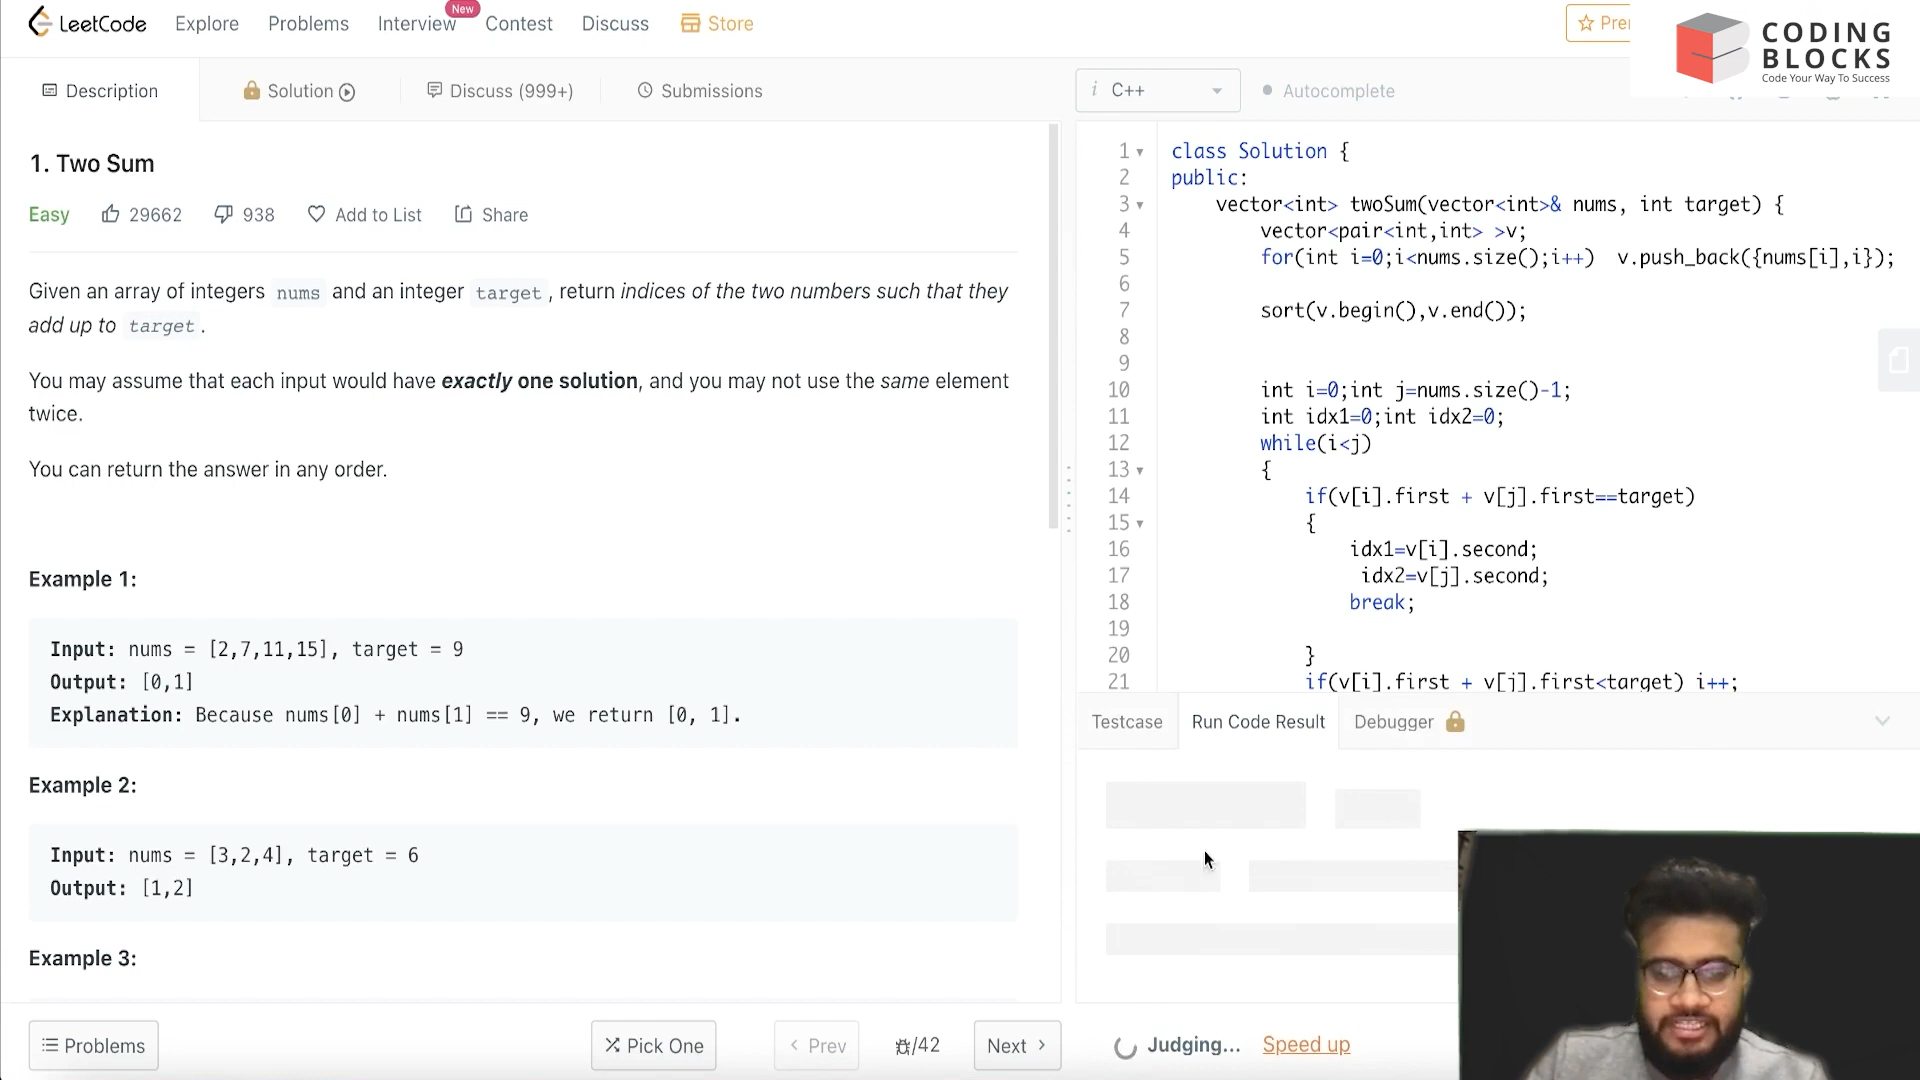 LeetCode Explore Problems Interview New Contest Discuss Store
CODING
BLOCKS
Code Your Way To Success
Description Solution Discuss (999+) Submissions
i C++ Autocomplete
1. Two Sum
Easy 29662 938 Add to List Share
Given an array of integers nums and an integer target, return indices of the two numbers such that they
add up to target.
You may assume that each input would have exactly one solution, and you may not use the same element
twice.
You can return the answer in any order.
Example 1:
Input: nums = [2,7,11,15], target = 9
Output: [0,1]
Explanation: Because nums[0] + nums[1] == 9, we return [0, 1].
Example 2:
Input: nums = [3,2,4], target = 6
Output: [1,2]
Example 3:
Problems Pick One Prev /42 Next
1 class Solution {
2 public:
3 vector<int> twoSum(vector<int>& nums, int target) {
4 vector<pair<int,int> >v;
5 for(int i=0;i<nums.size();i++)  v.push_back({nums[i],i});
6
7 sort(v.begin(),v.end());
8
9
10 int i=0;int j=nums.size()-1;
11 int idx1=0;int idx2=0;
12 while(i<j)
13 {
14 if(v[i].first + v[j].first==target)
15 {
16 idx1=v[i].second;
17 idx2=v[j].second;
18 break;
19
20 }
21 if(v[i].first + v[j].first<target) i++;
Testcase Run Code Result Debugger
Judging... Speed up